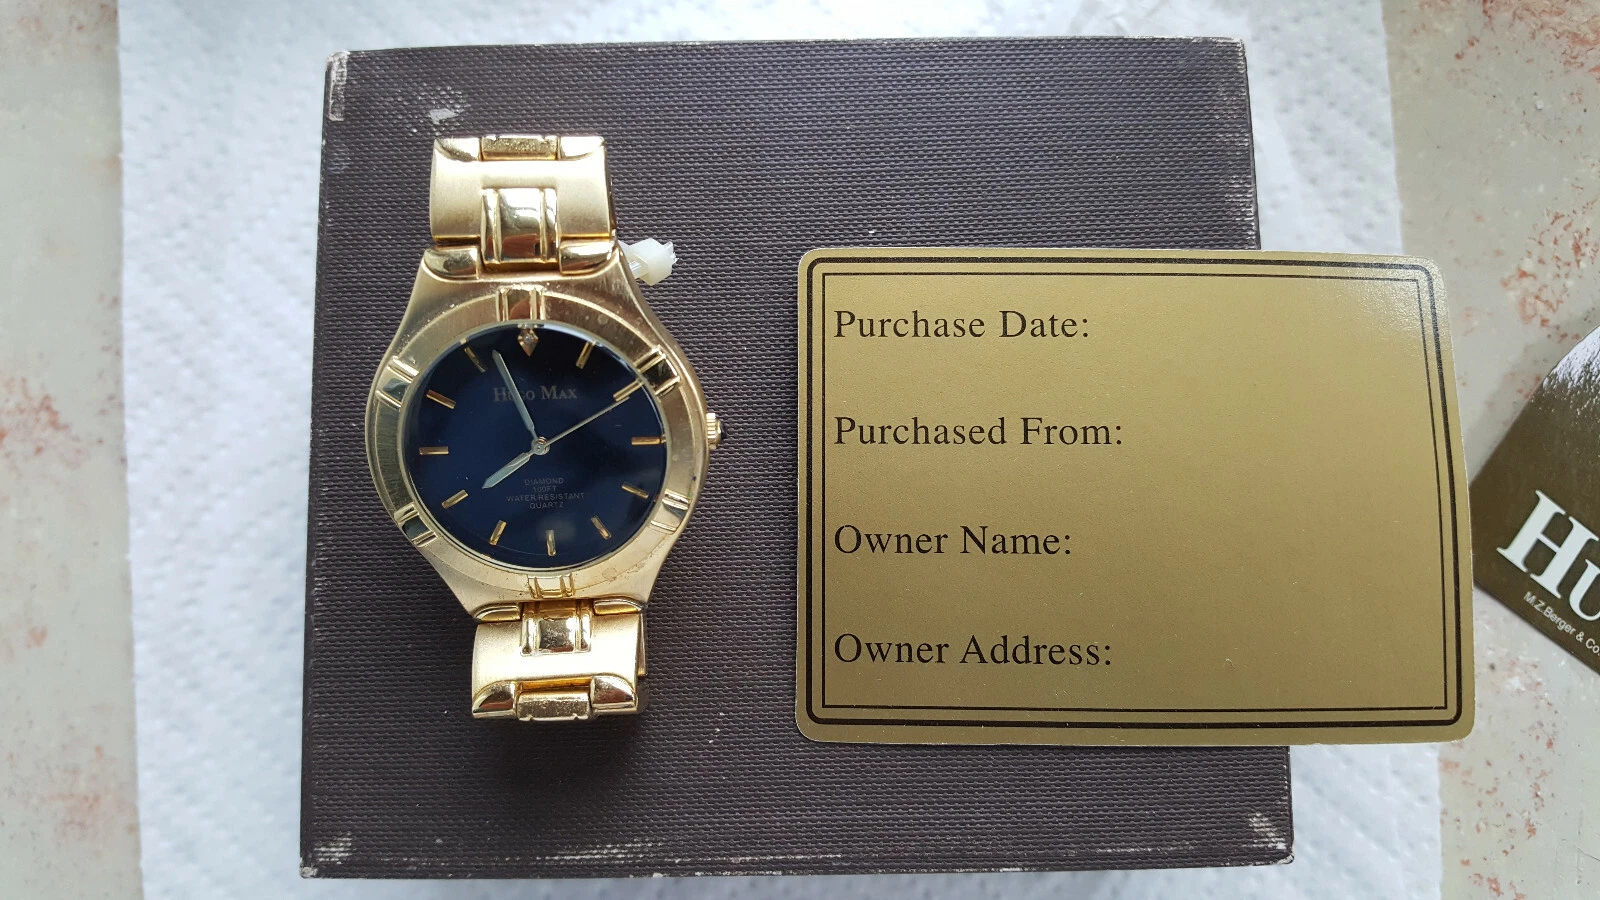 HUGO MAX
DIAMOND
100FT
WATER RESISTANT
QUARTZ
Purchase Date:
Purchased From:
Owner Name:
Owner Address:
HU
M.Z.Berger & Co